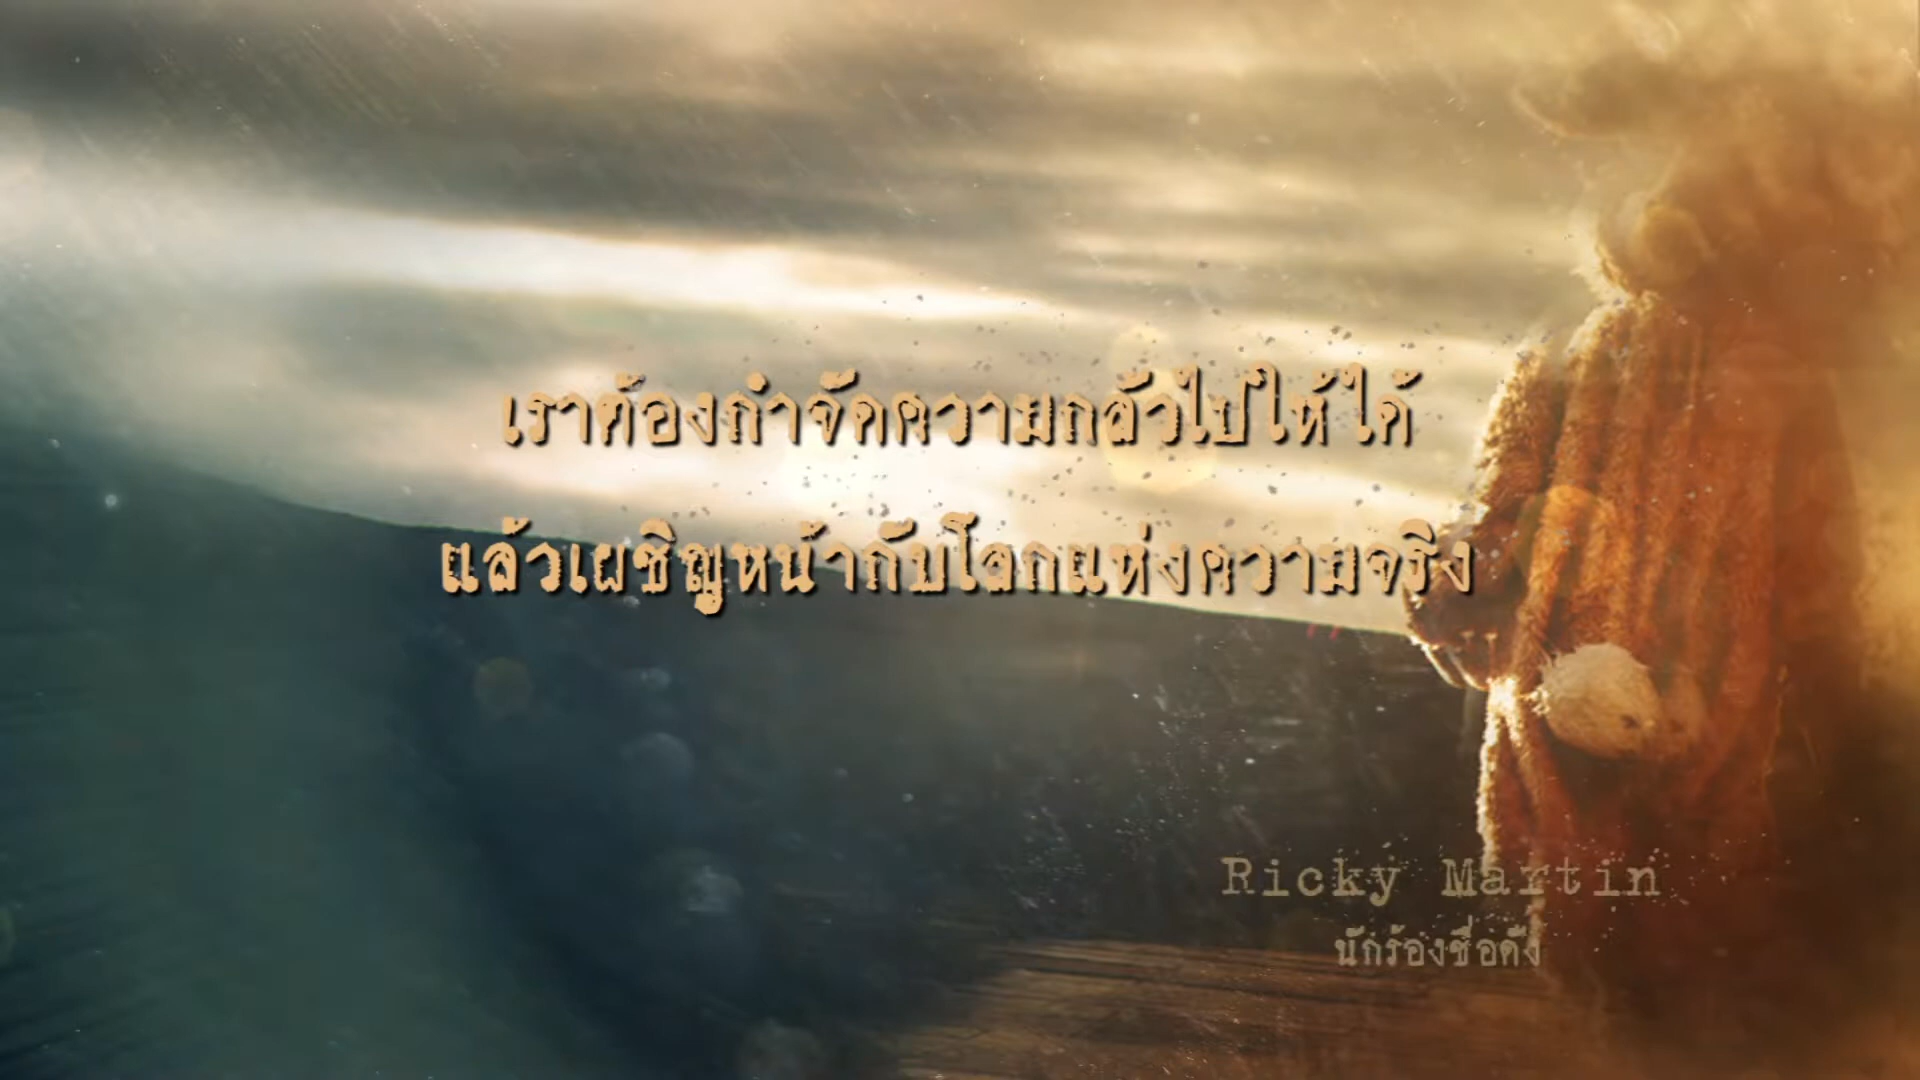 เราต้องกำจัดความกลัวไปให้ได้
แล้วเผชิญหน้ากับโลกแห่งความจริง
Ricky Martin
นักร้องชื่อดัง